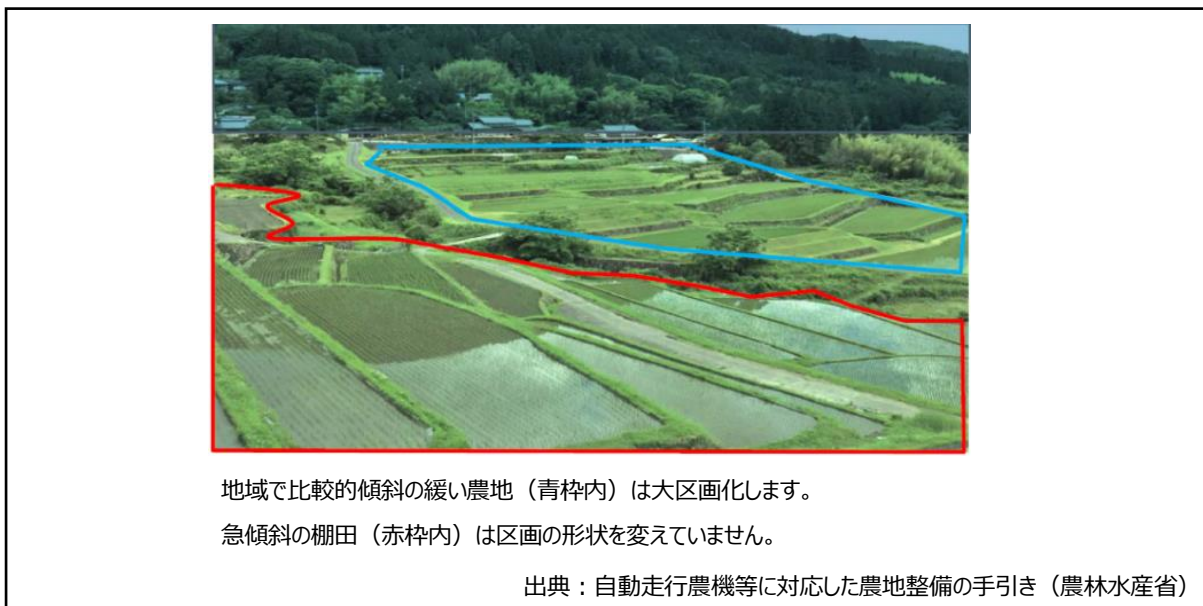 地域で比較的傾斜の緩い農地（青枠内）は大区画化します。
急傾斜の棚田（赤枠内）は区画の形状を変えていません。
出典：自動走行農機等に対応した農地整備の手引き（農林水産省）